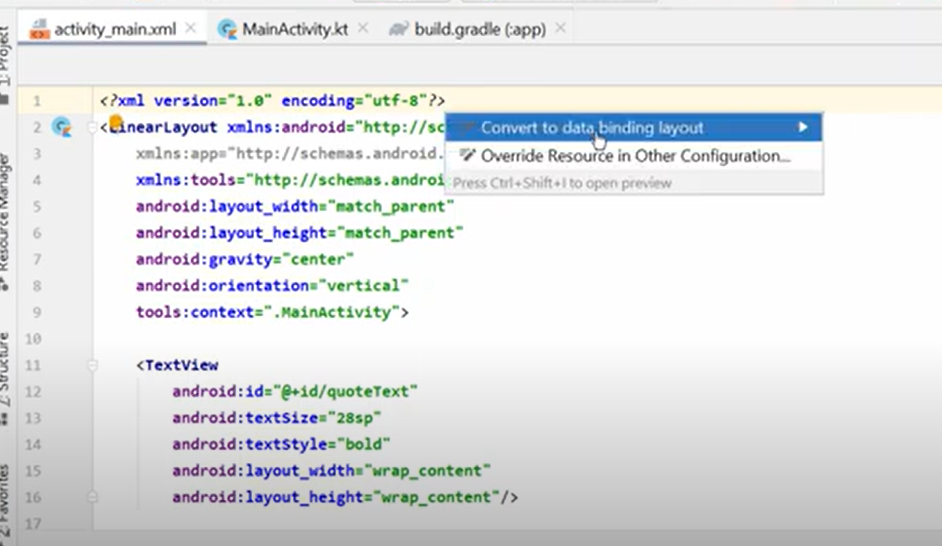 activity_main.xml
MainActivity.kt
build.gradle (:app)
1: Project
Resource Manager
Z: Structure
2: Favorites
1 <?xml version="1.0" encoding="utf-8"?>
2 <LinearLayout xmlns:android="http://sc
3 xmlns:app="http://schemas.android.
4 xmlns:tools="http://schemas.androi
5 android:layout_width="match_parent"
6 android:layout_height="match_parent"
7 android:gravity="center"
8 android:orientation="vertical"
9 tools:context=".MainActivity">
10
11 <TextView
12 android:id="@+id/quoteText"
13 android:textSize="28sp"
14 android:textStyle="bold"
15 android:layout_width="wrap_content"
16 android:layout_height="wrap_content"/>
17
Convert to data binding layout
Override Resource in Other Configuration...
Press Ctrl+Shift+I to open preview